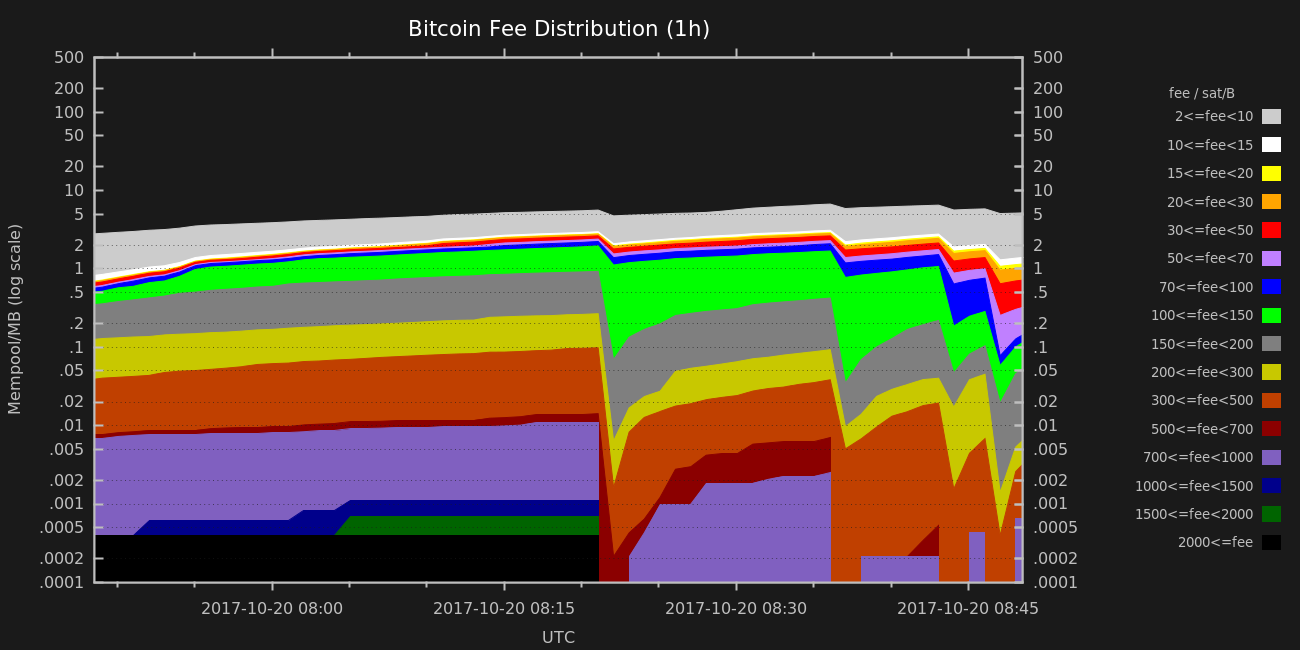 Bitcoin Fee Distribution (1h)
500 500
200 200
100 100
50 50
20 20
10 10
5 5
2 2
1 1
.5 .5
.2 .2
.1 .1
.05 .05
.02 .02
.01 .01
.005 .005
.002 .002
.001 .001
.0005 .0005
.0002 .0002
.0001 .0001
Mempool/MB (log scale)
2017-10-20 08:00 2017-10-20 08:15 2017-10-20 08:30 2017-10-20 08:45
UTC
fee / sat/B
2<=fee<10
10<=fee<15
15<=fee<20
20<=fee<30
30<=fee<50
50<=fee<70
70<=fee<100
100<=fee<150
150<=fee<200
200<=fee<300
300<=fee<500
500<=fee<700
700<=fee<1000
1000<=fee<1500
1500<=fee<2000
2000<=fee